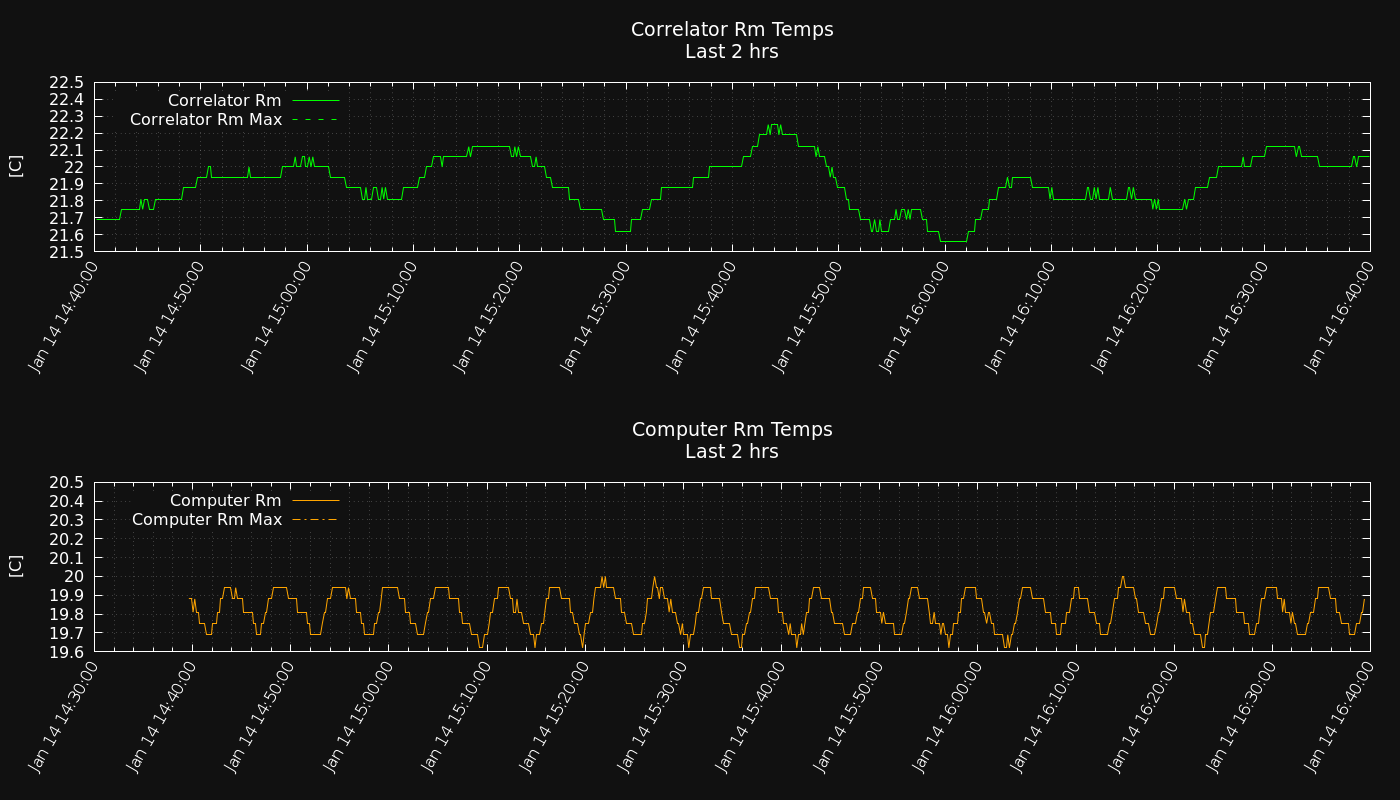 Correlator Rm Temps
Last 2 hrs
22.5
22.4
22.3
22.2
22.1
22
21.9
21.8
21.7
21.6
21.5
[C]
Correlator Rm
Correlator Rm Max
Jan 14 14:40:00
Jan 14 14:50:00
Jan 14 15:00:00
Jan 14 15:10:00
Jan 14 15:20:00
Jan 14 15:30:00
Jan 14 15:40:00
Jan 14 15:50:00
Jan 14 16:00:00
Jan 14 16:10:00
Jan 14 16:20:00
Jan 14 16:30:00
Jan 14 16:40:00
Computer Rm Temps
Last 2 hrs
20.5
20.4
20.3
20.2
20.1
20
19.9
19.8
19.7
19.6
[C]
Computer Rm
Computer Rm Max
Jan 14 14:30:00
Jan 14 14:40:00
Jan 14 14:50:00
Jan 14 15:00:00
Jan 14 15:10:00
Jan 14 15:20:00
Jan 14 15:30:00
Jan 14 15:40:00
Jan 14 15:50:00
Jan 14 16:00:00
Jan 14 16:10:00
Jan 14 16:20:00
Jan 14 16:30:00
Jan 14 16:40:00